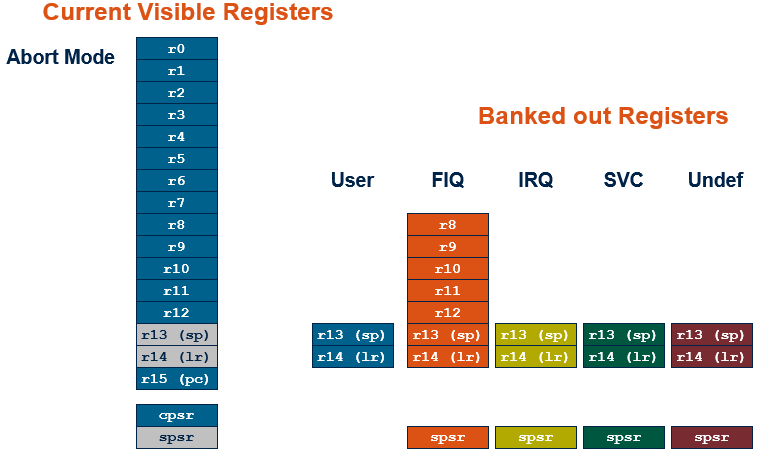 Current Visible Registers
Abort Mode
r0
r1
r2
r3
r4
r5
r6
r7
r8
r9
r10
r11
r12
r13 (sp)
r14 (lr)
r15 (pc)
cpsr
spsr
Banked out Registers
User FIQ IRQ SVC Undef
r8
r9
r10
r11
r12
r13 (sp) r13 (sp) r13 (sp) r13 (sp) r13 (sp)
r14 (lr) r14 (lr) r14 (lr) r14 (lr) r14 (lr)
spsr spsr spsr spsr